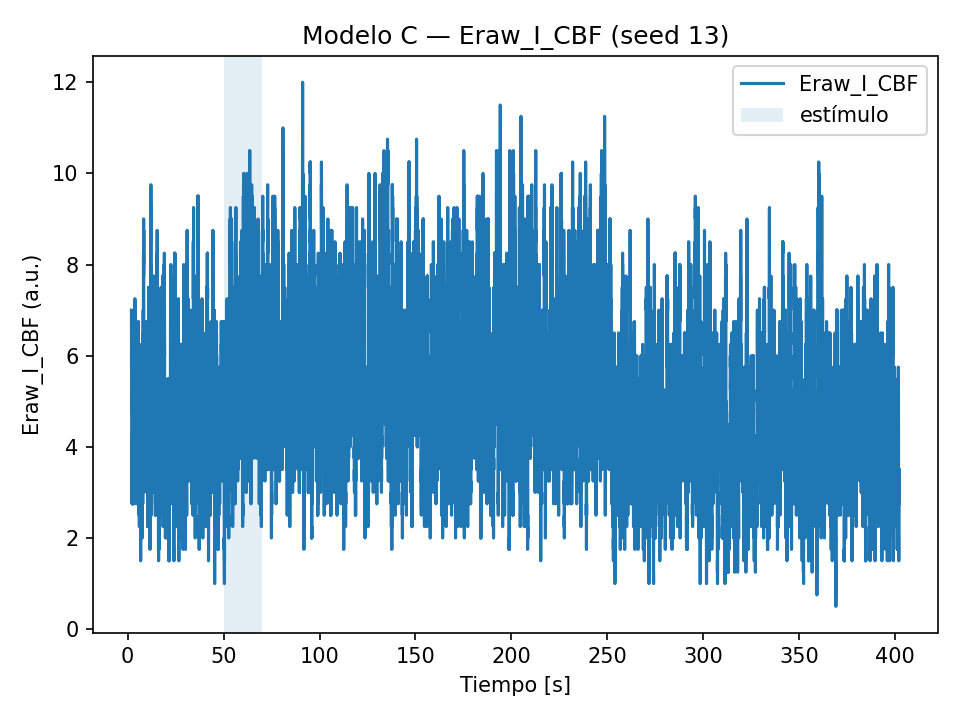 Modelo C — Eraw_I_CBF (seed 13)
Eraw_I_CBF
estímulo
Eraw_I_CBF (a.u.)
12
10
8
6
4
2
0
0 50 100 150 200 250 300 350 400
Tiempo [s]